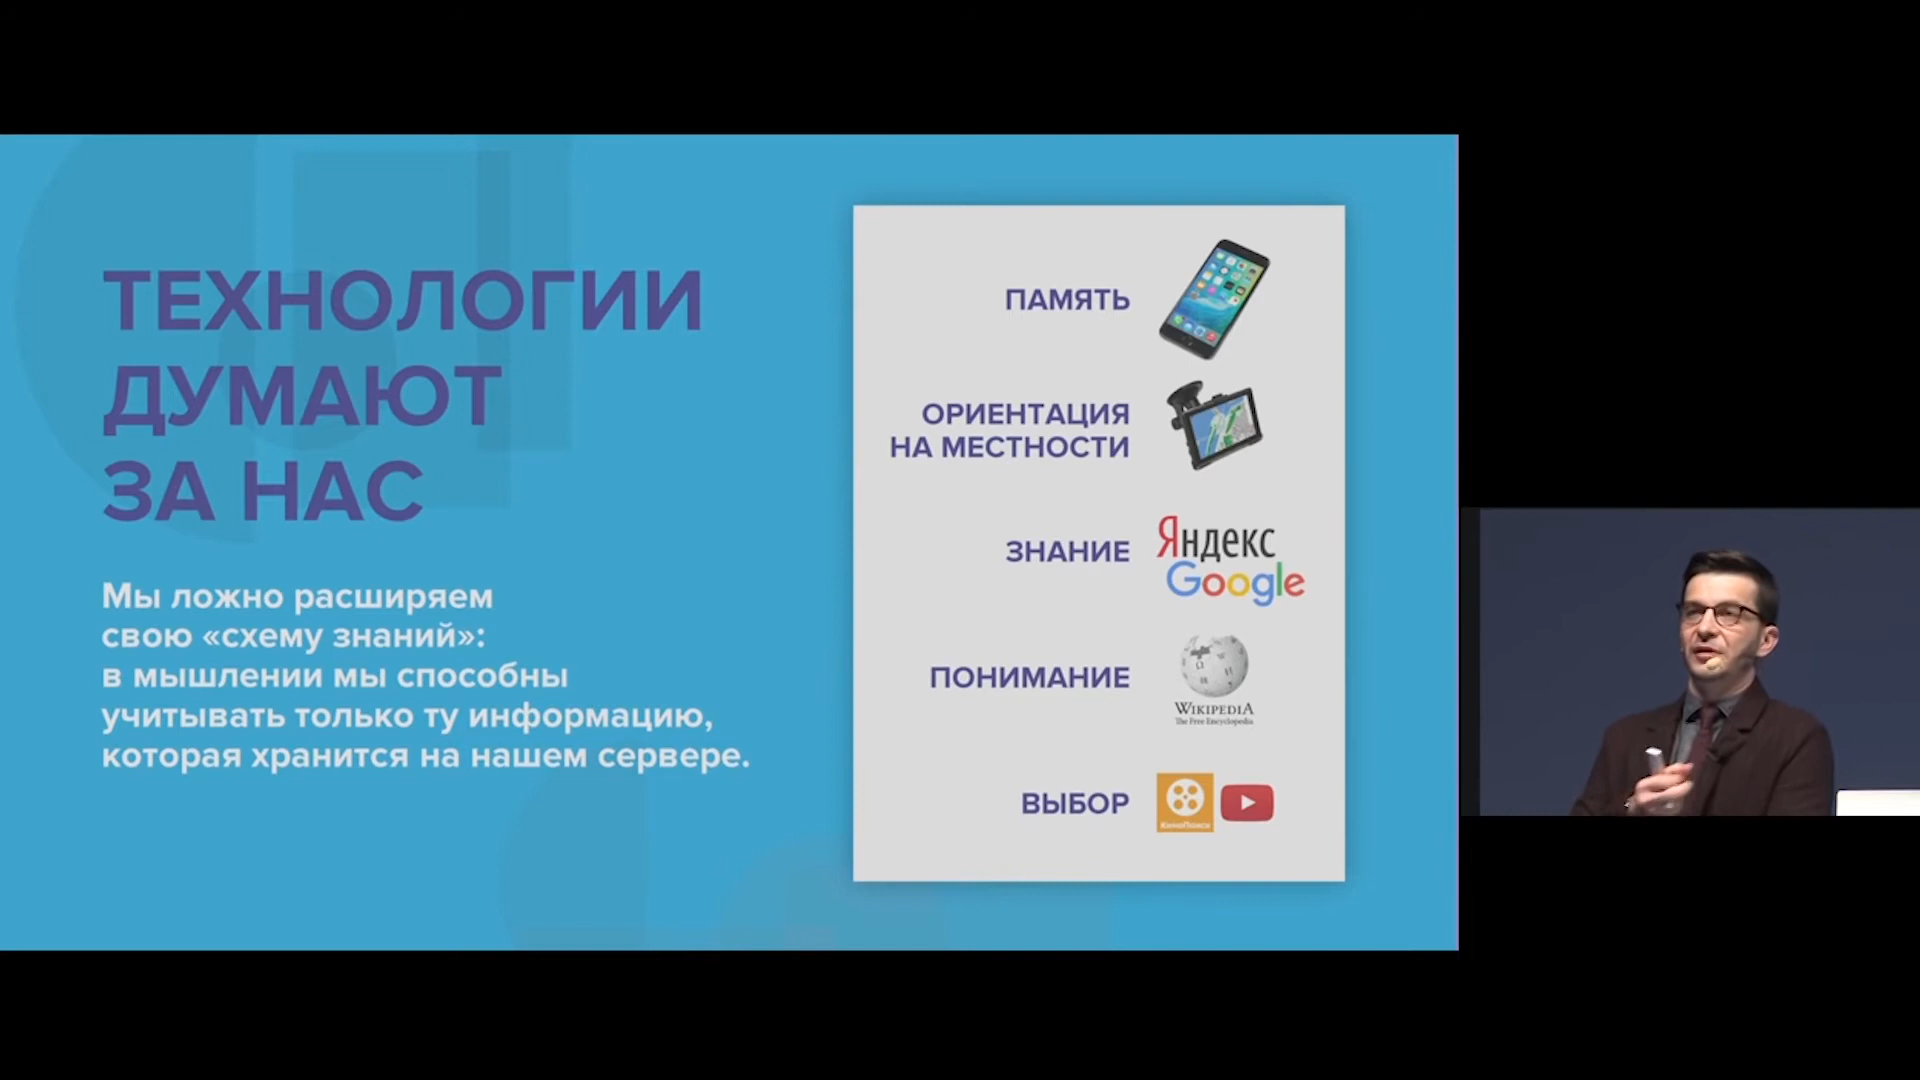 ТЕХНОЛОГИИ
ДУМАЮТ
ЗА НАС
Мы ложно расширяем
свою «схему знаний»:
в мышлении мы способны
учитывать только ту информацию,
которая хранится на нашем сервере.
ПАМЯТЬ
ОРИЕНТАЦИЯ
НА МЕСТНОСТИ
ЗНАНИЕ
Яндекс
Google
ПОНИМАНИЕ
WIKIPEDIA
The Free Encyclopedia
ВЫБОР
КиноПоиск